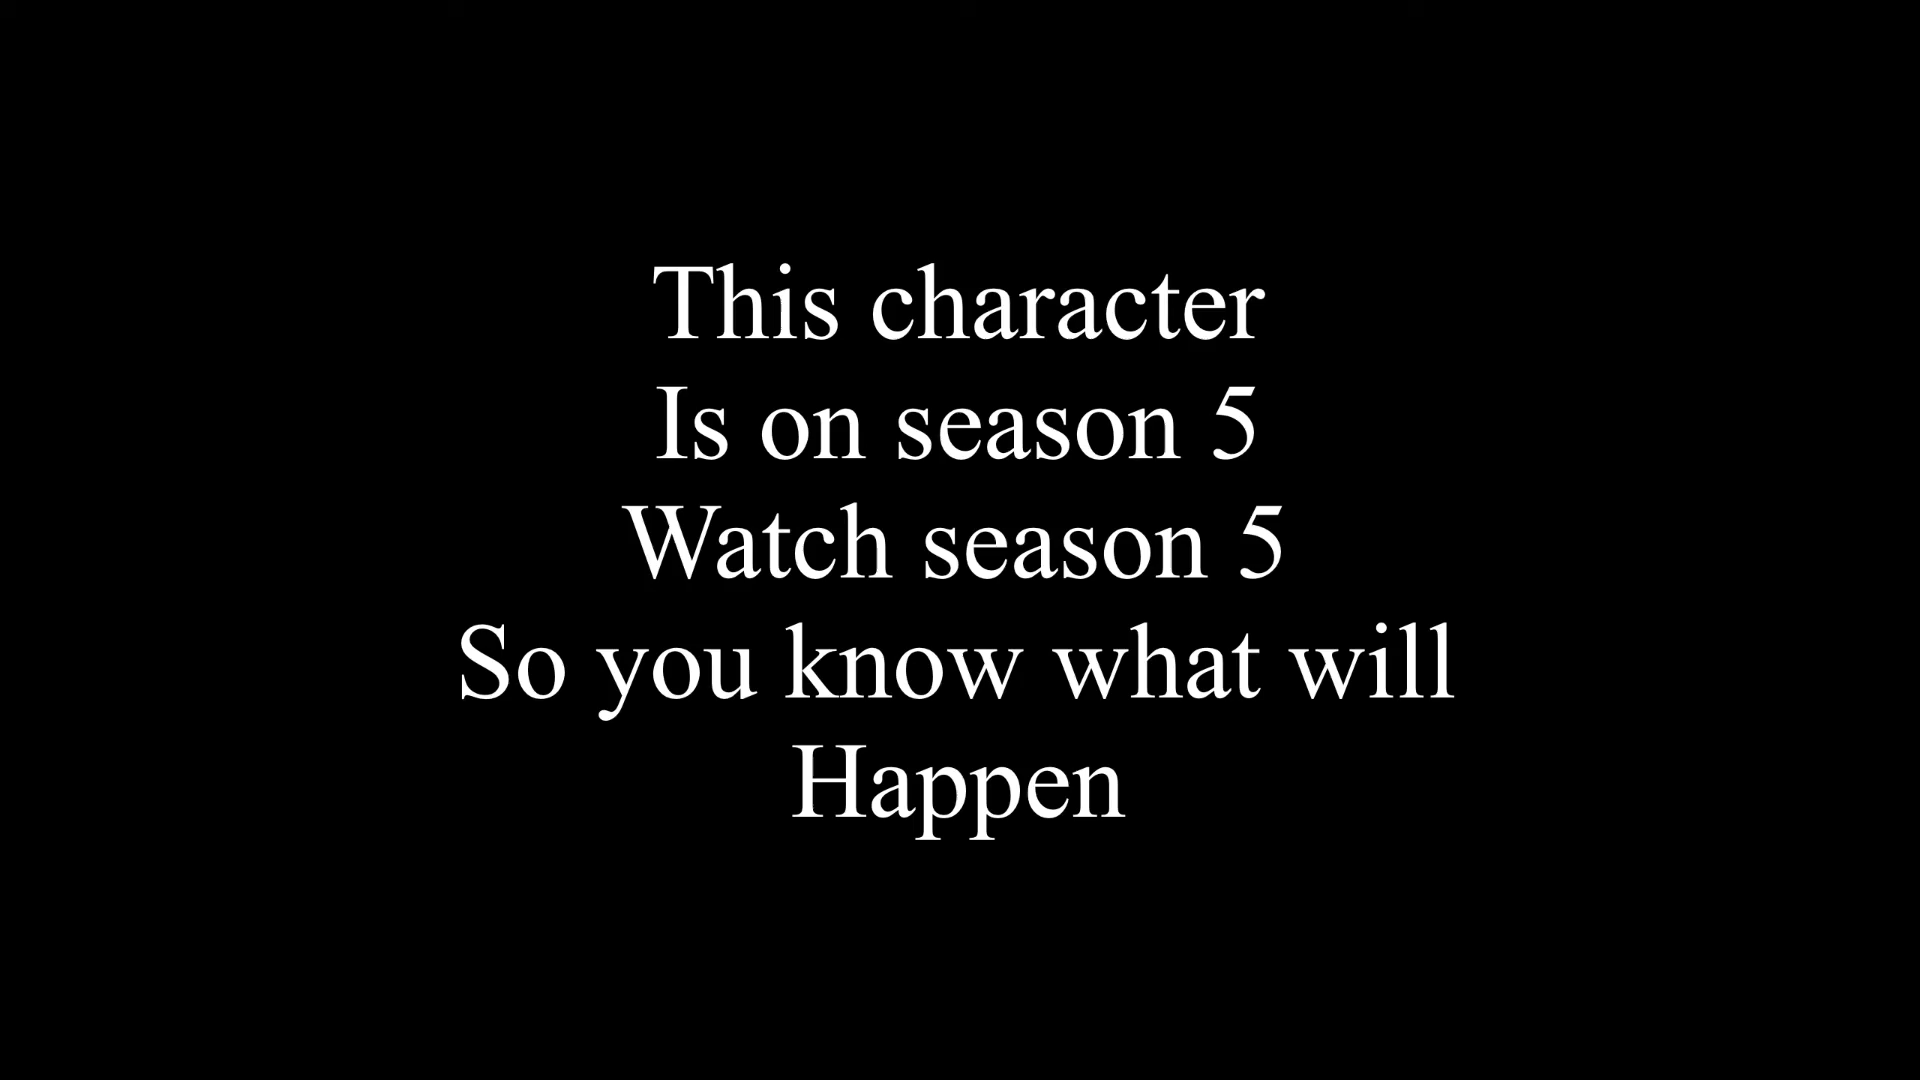 This character
Is on season 5
Watch season 5
So you know what will
Happen